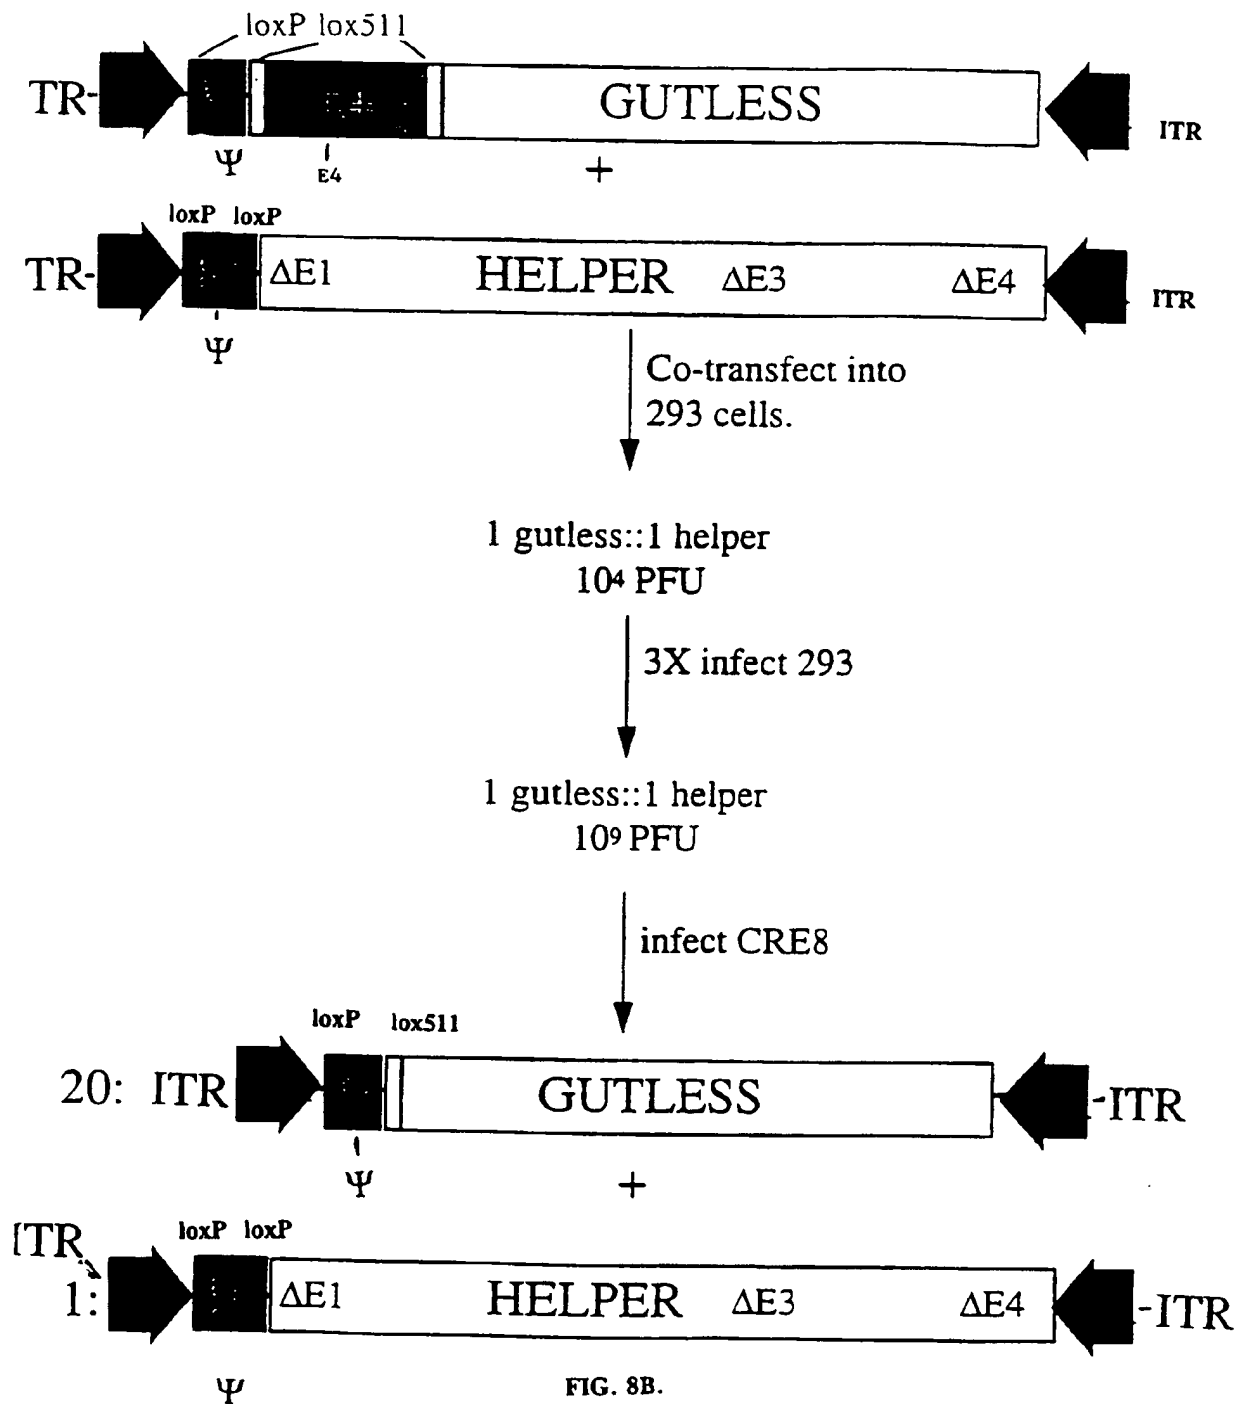 loxP lox511
TR- GUTLESS ITR
Ψ E4 +
loxP loxP
TR- ΔE1 HELPER ΔE3 ΔE4 ITR
Ψ
Co-transfect into
293 cells.
1 gutless::1 helper
10⁴ PFU
3X infect 293
1 gutless::1 helper
10⁹ PFU
infect CRE8
loxP lox511
20: ITR GUTLESS -ITR
Ψ +
ITR loxP loxP
1: ΔE1 HELPER ΔE3 ΔE4 -ITR
Ψ
FIG. 8B.